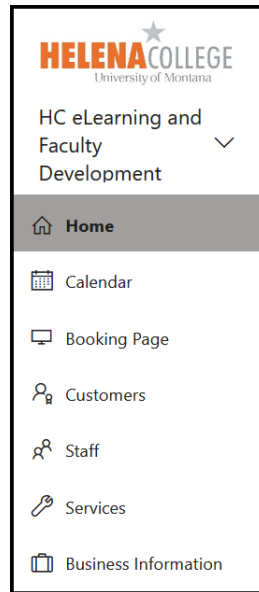 HELENACOLLEGE
University of Montana
HC eLearning and
Faculty
Development
Home
Calendar
Booking Page
Customers
Staff
Services
Business Information